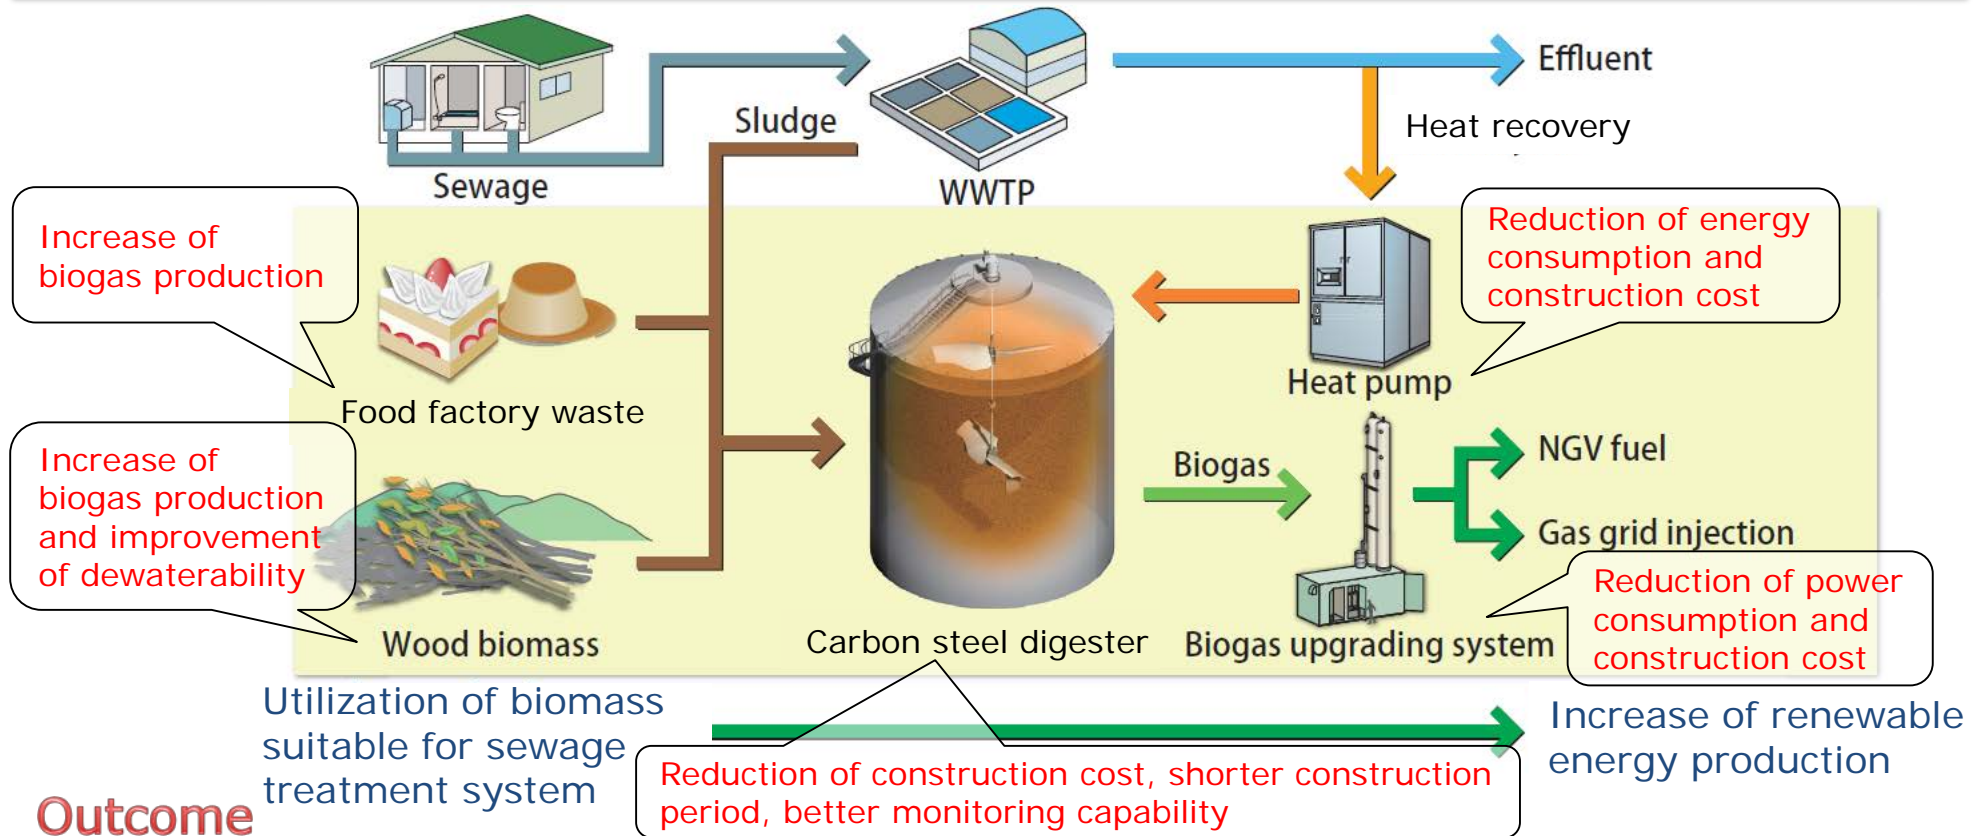 Effluent
Sludge
Heat recovery
Sewage
WWTP
Increase of
biogas production
Reduction of energy
consumption and
construction cost
Heat pump
Food factory waste
Increase of
biogas production
and improvement
of dewaterability
Biogas
NGV fuel
Gas grid injection
Reduction of power
consumption and
construction cost
Wood biomass
Carbon steel digester
Biogas upgrading system
Utilization of biomass
suitable for sewage
treatment system
Increase of renewable
energy production
Reduction of construction cost, shorter construction
period, better monitoring capability
Outcome